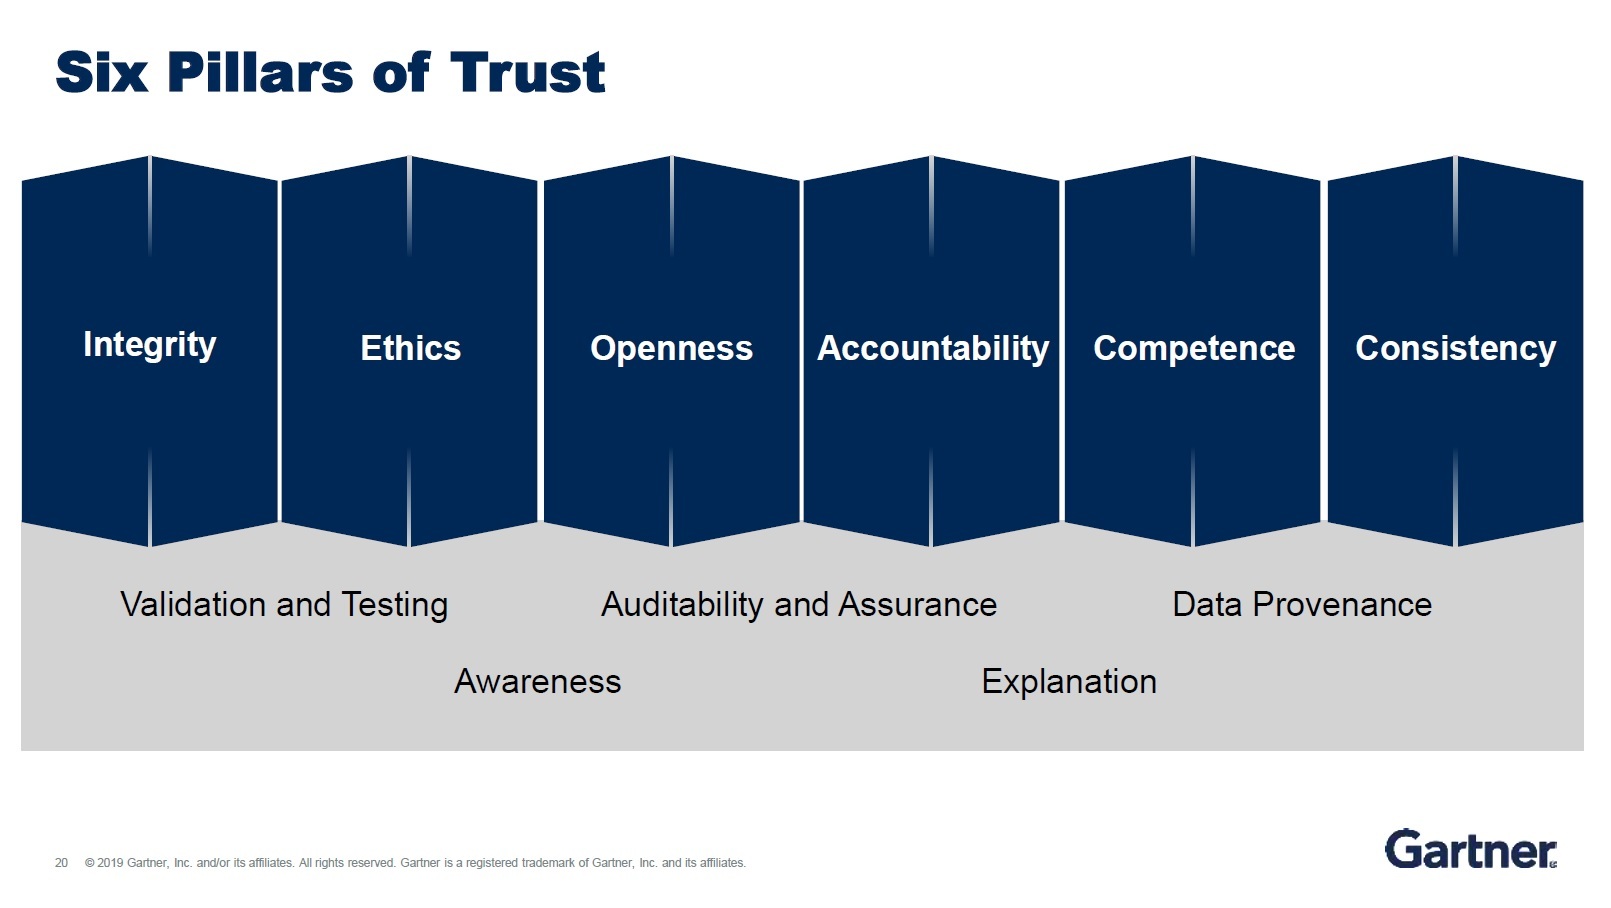 Six Pillars of Trust
Integrity
Ethics
Openness
Accountability
Competence
Consistency
Validation and Testing
Auditability and Assurance
Data Provenance
Awareness
Explanation
20 © 2019 Gartner, Inc. and/or its affiliates. All rights reserved. Gartner is a registered trademark of Gartner, Inc. and its affiliates.
Gartner